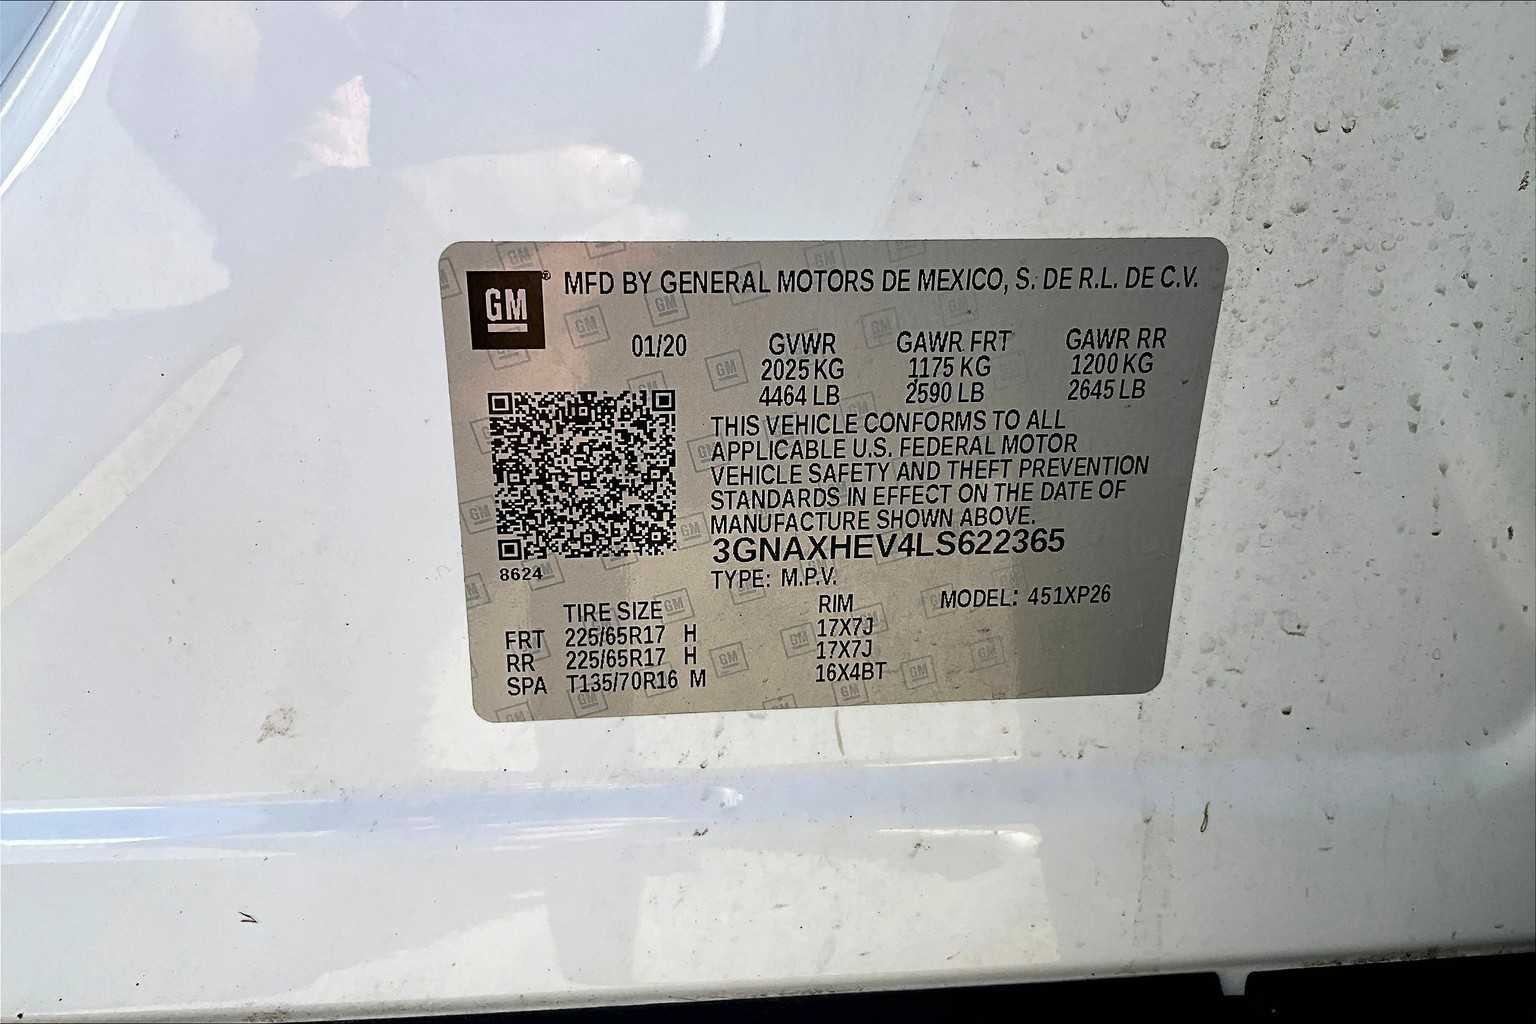 GM® MFD BY GENERAL MOTORS DE MEXICO, S. DE R.L. DE C.V.
01/20 GVWR GAWR FRT GAWR RR
2025 KG 1175 KG 1200 KG
4464 LB 2590 LB 2645 LB
THIS VEHICLE CONFORMS TO ALL
APPLICABLE U.S. FEDERAL MOTOR
VEHICLE SAFETY AND THEFT PREVENTION
STANDARDS IN EFFECT ON THE DATE OF
MANUFACTURE SHOWN ABOVE.
3GNAXHEV4LS622365
8624 TYPE: M.P.V.
MODEL: 451XP26
TIRE SIZE RIM
FRT 225/65R17 H 17X7J
RR 225/65R17 H 17X7J
SPA T135/70R16 M 16X4BT